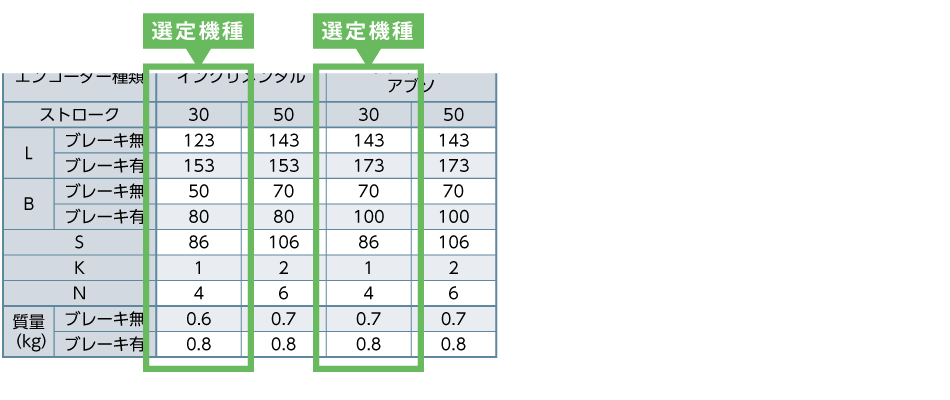 選定機種 選定機種
エンコーダー種類 インクリメンタル
アブソ
ストローク 30 50 30 50
L ブレーキ無 123 143 143 143
ブレーキ有 153 153 173 173
B ブレーキ無 50 70 70 70
ブレーキ有 80 80 100 100
S 86 106 86 106
K 1 2 1 2
N 4 6 4 6
質量(kg) ブレーキ無 0.6 0.7 0.7 0.7
ブレーキ有 0.8 0.8 0.8 0.8